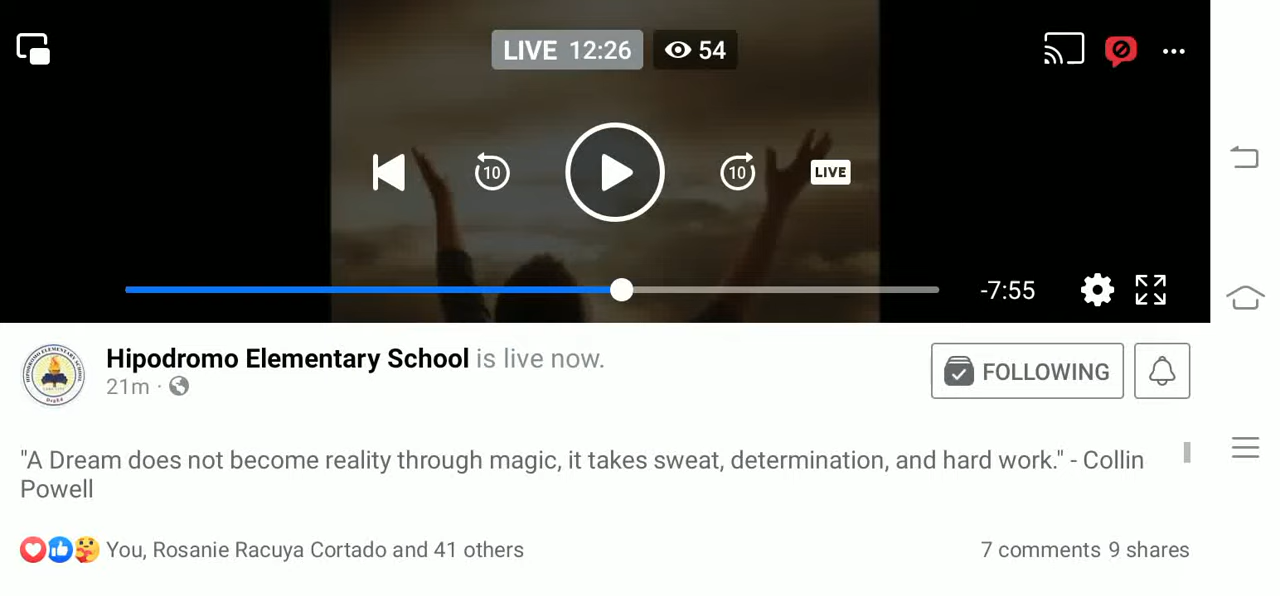 LIVE 12:26 54
10 10 LIVE
-7:55
Hipodromo Elementary School is live now.
21m ·
FOLLOWING
"A Dream does not become reality through magic, it takes sweat, determination, and hard work." - Collin
Powell
You, Rosanie Racuya Cortado and 41 others
7 comments 9 shares